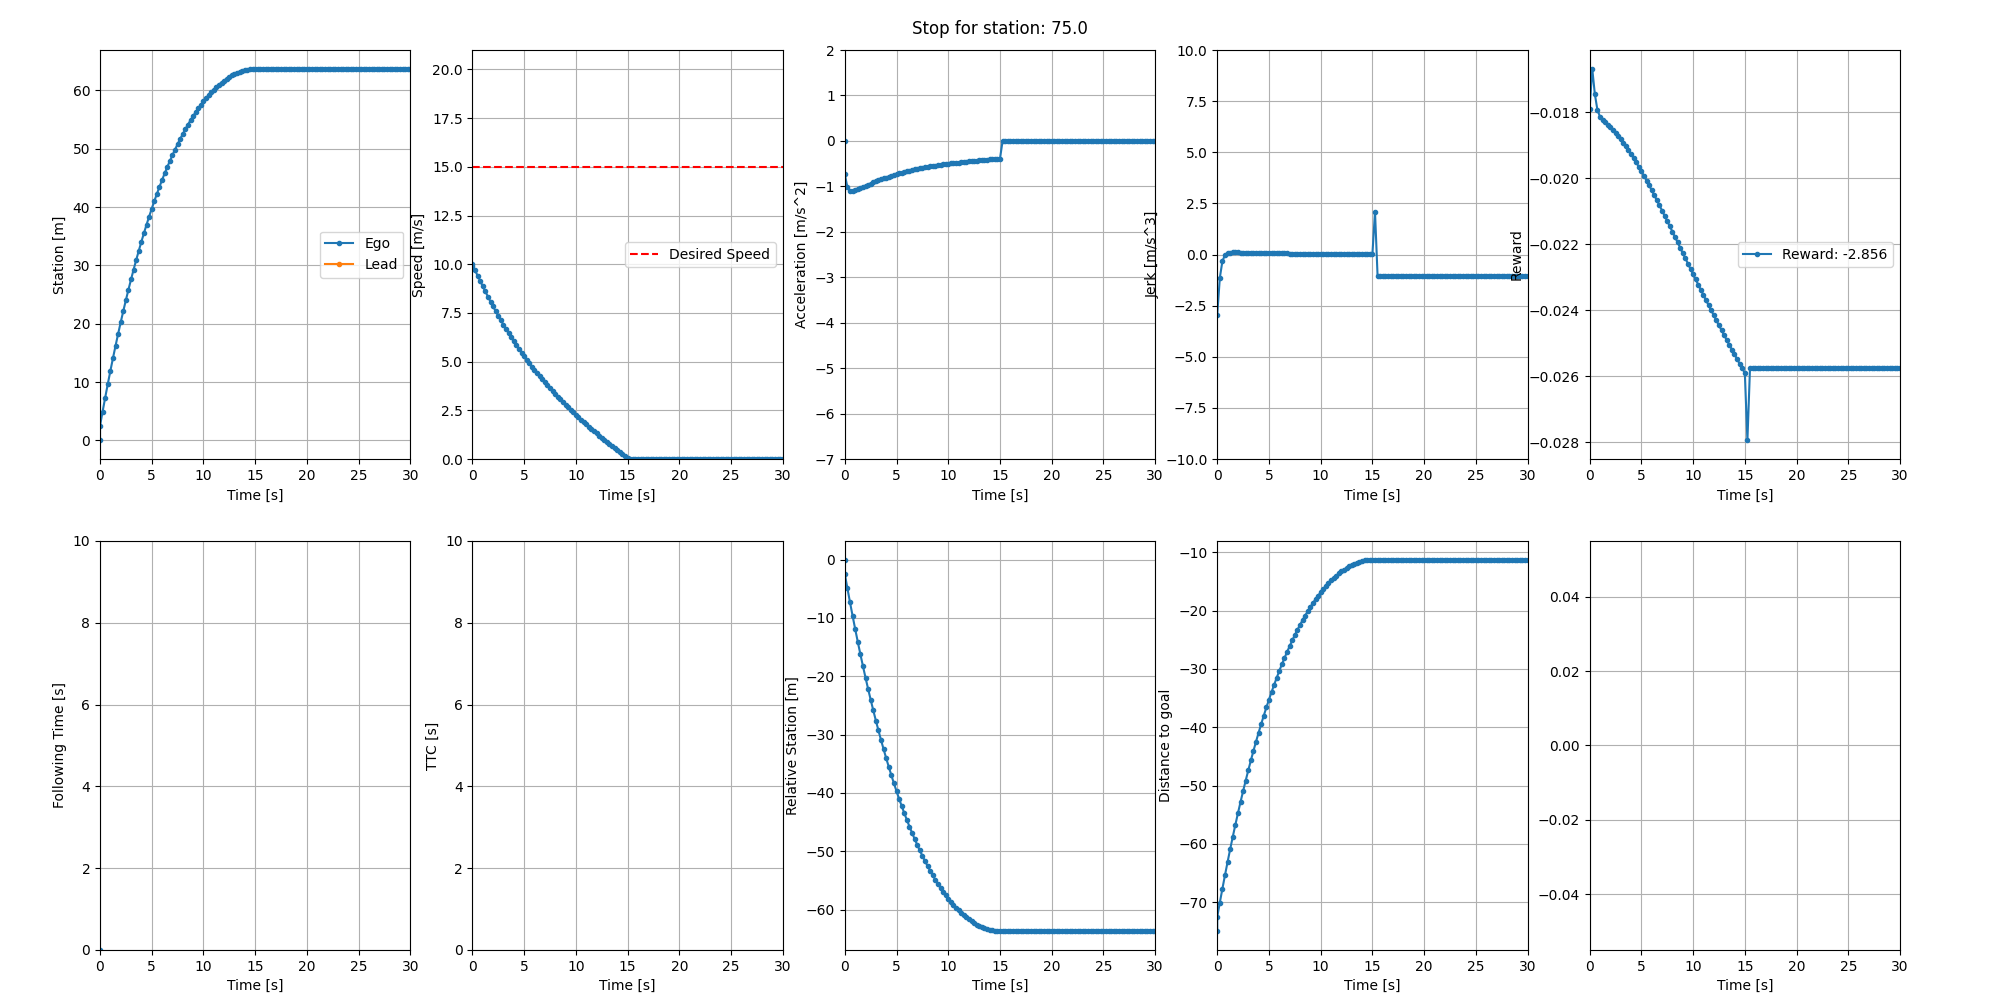 Stop for station: 75.0
Station [m]
60
50
40
30
20
10
0
Ego
Lead
0 5 10 15 20 25 30
Time [s]
Speed [m/s]
20.0
17.5
15.0
12.5
10.0
7.5
5.0
2.5
0.0
Desired Speed
0 5 10 15 20 25 30
Time [s]
Acceleration [m/s^2]
2
1
0
−1
−2
−3
−4
−5
−6
−7
0 5 10 15 20 25 30
Time [s]
Jerk [m/s^3]
10.0
7.5
5.0
2.5
0.0
−2.5
−5.0
−7.5
−10.0
0 5 10 15 20 25 30
Time [s]
Reward
−0.018
−0.020
−0.022
−0.024
−0.026
−0.028
Reward: -2.856
0 5 10 15 20 25 30
Time [s]
Following Time [s]
10
8
6
4
2
0
0 5 10 15 20 25 30
Time [s]
TTC [s]
10
8
6
4
2
0
0 5 10 15 20 25 30
Time [s]
Relative Station [m]
0
−10
−20
−30
−40
−50
−60
0 5 10 15 20 25 30
Time [s]
Distance to goal
−10
−20
−30
−40
−50
−60
−70
0 5 10 15 20 25 30
Time [s]
0.04
0.02
0.00
−0.02
−0.04
0 5 10 15 20 25 30
Time [s]